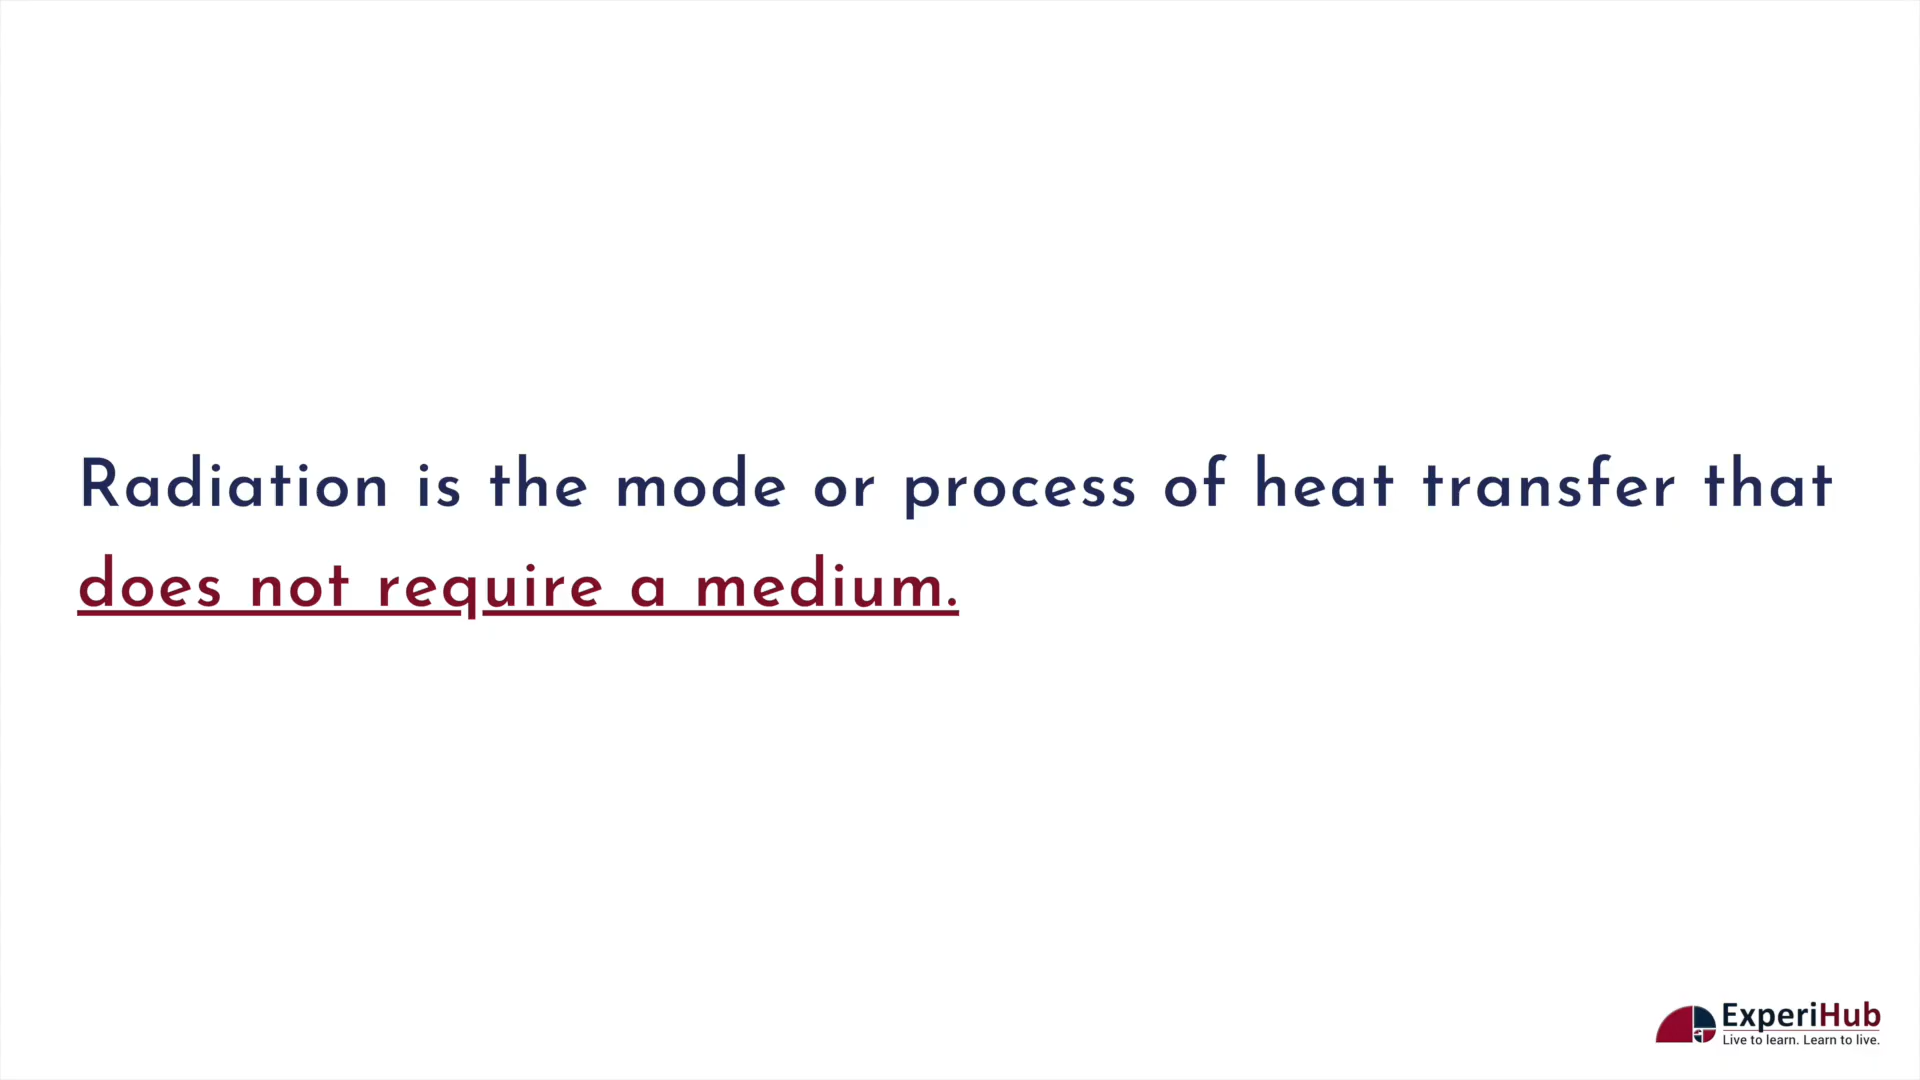 Radiation is the mode or process of heat transfer that
does not require a medium.
ExperiHub
Live to learn. Learn to live.